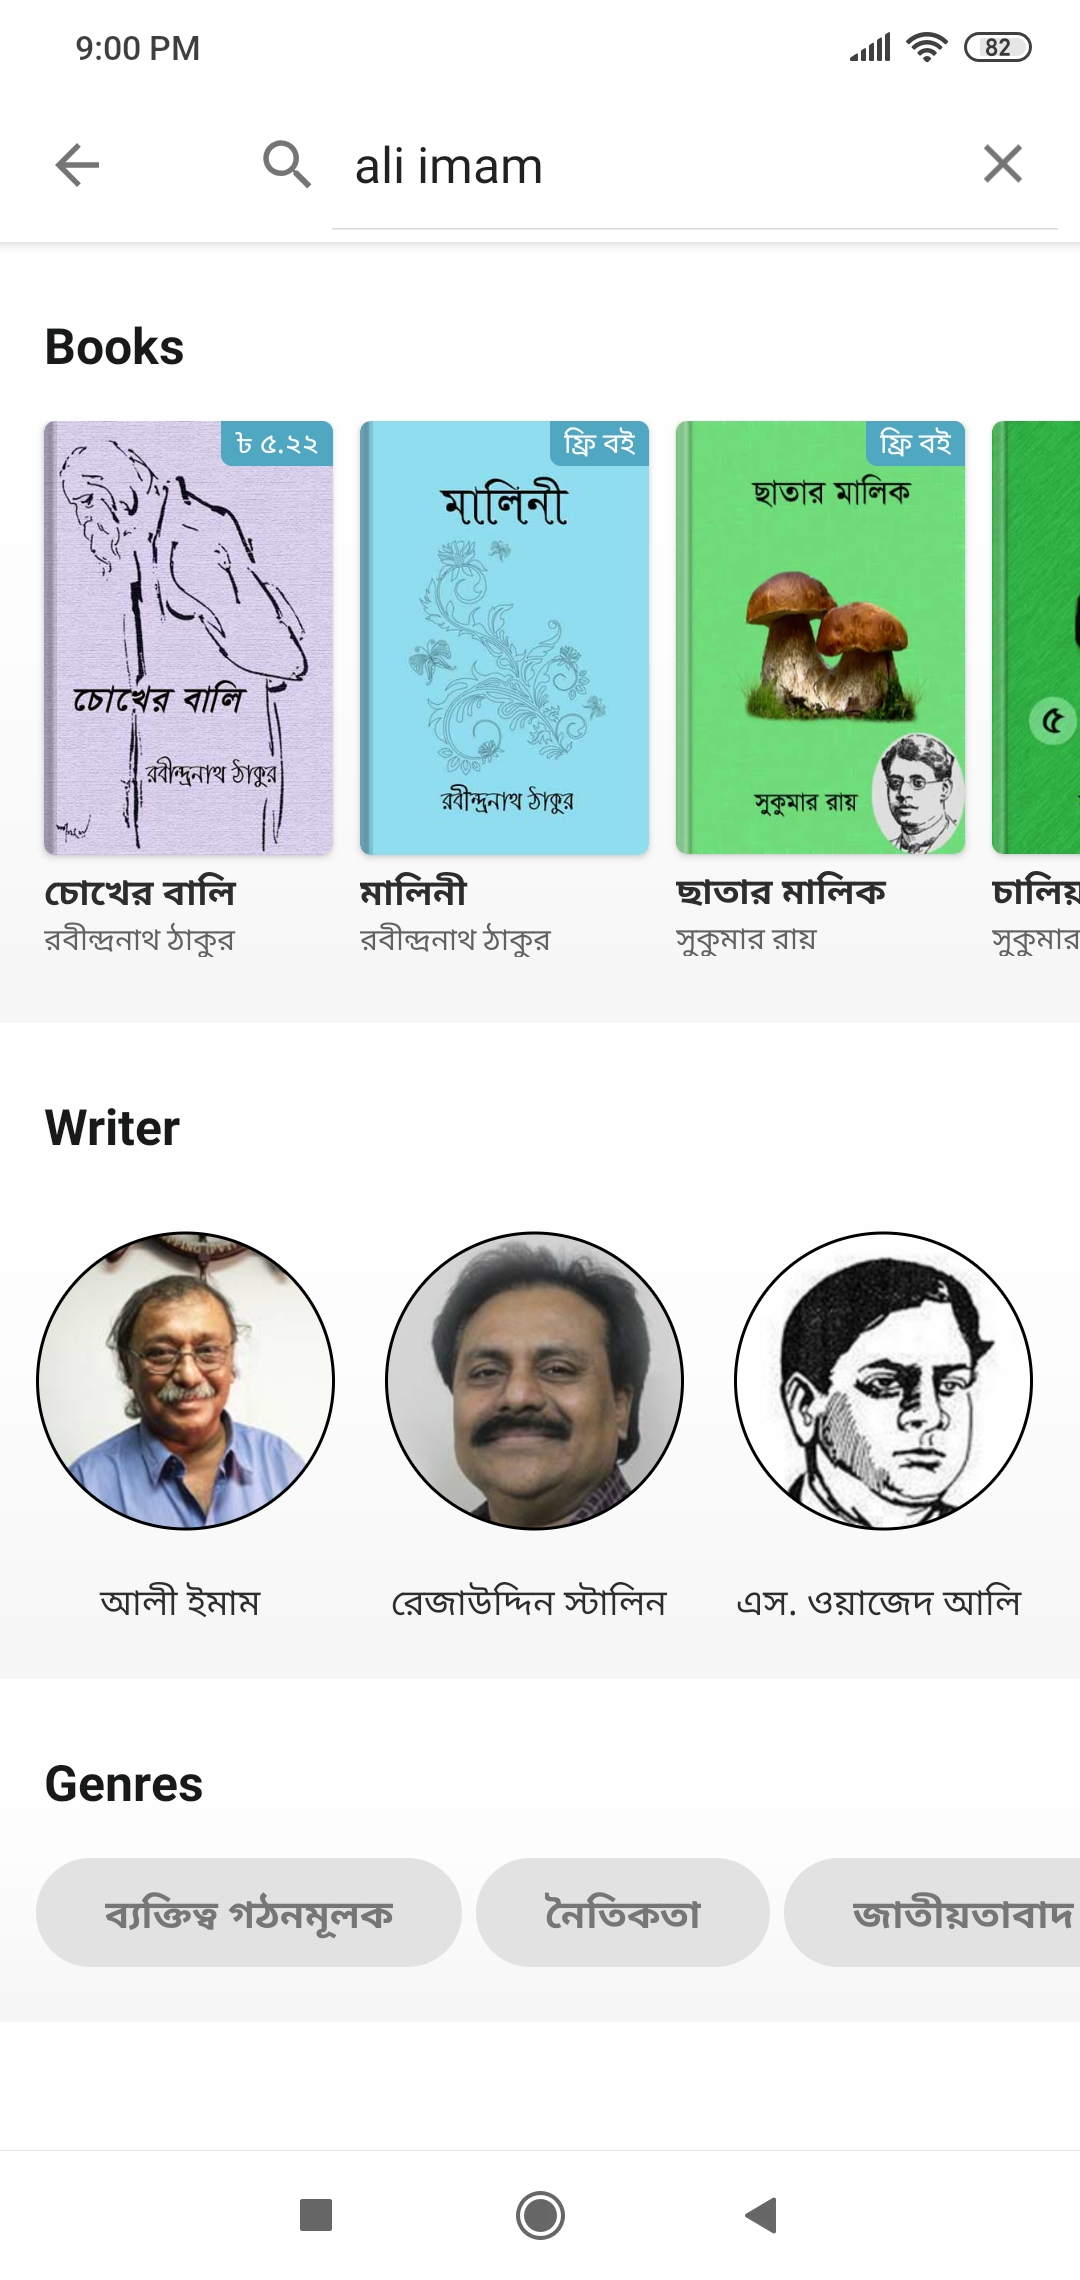 9:00 PM
82
ali imam
Books
৳ ৫.২২
চোখের বালি
রবীন্দ্রনাথ ঠাকুর
ফ্রি বই
মালিনী
রবীন্দ্রনাথ ঠাকুর
ফ্রি বই
ছাতার মালিক
সুকুমার রায়
৫
চোখের বালি
রবীন্দ্রনাথ ঠাকুর
মালিনী
রবীন্দ্রনাথ ঠাকুর
ছাতার মালিক
সুকুমার রায়
চালিয়
সুকুমার
Writer
আলী ইমাম
রেজাউদ্দিন স্টালিন
এস. ওয়াজেদ আলি
Genres
ব্যক্তিত্ব গঠনমূলক
নৈতিকতা
জাতীয়তাবাদ